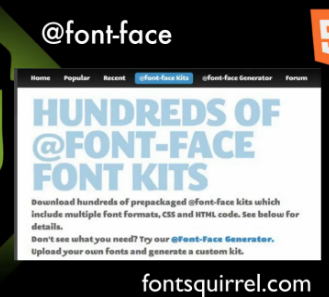 @font-face
Home Popular Recent @font-face Kits @font-face Generator Forum
HUNDREDS OF
@FONT-FACE
FONT KITS
Download hundreds of prepackaged @font-face kits which
include multiple font formats, CSS and HTML code. See below for
details.
Don't see what you need? Try our @Font-Face Generator.
Upload your own fonts and generate a custom kit.
fontsquirrel.com